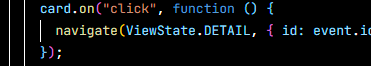 card.on("click", function () {
navigate(ViewState.DETAIL, { id: event.
});